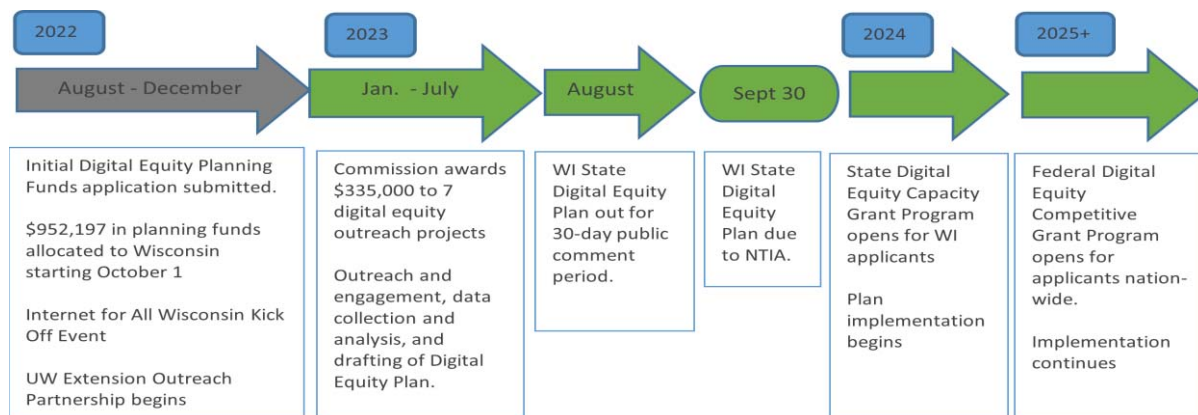 2022
2023
2024
2025+
August - December
Jan. - July
August
Sept 30
Initial Digital Equity Planning
Funds application submitted.
$952,197 in planning funds
allocated to Wisconsin
starting October 1
Internet for All Wisconsin Kick
Off Event
UW Extension Outreach
Partnership begins
Commission awards
$335,000 to 7
digital equity
outreach projects
Outreach and
engagement, data
collection and
analysis, and
drafting of Digital
Equity Plan.
WI State
Digital Equity
Plan out for
30-day public
comment
period.
WI State
Digital
Equity
Plan due
to NTIA.
State Digital
Equity Capacity
Grant Program
opens for WI
applicants
Plan
implementation
begins
Federal Digital
Equity
Competitive
Grant Program
opens for
applicants nation-
wide.
Implementation
continues